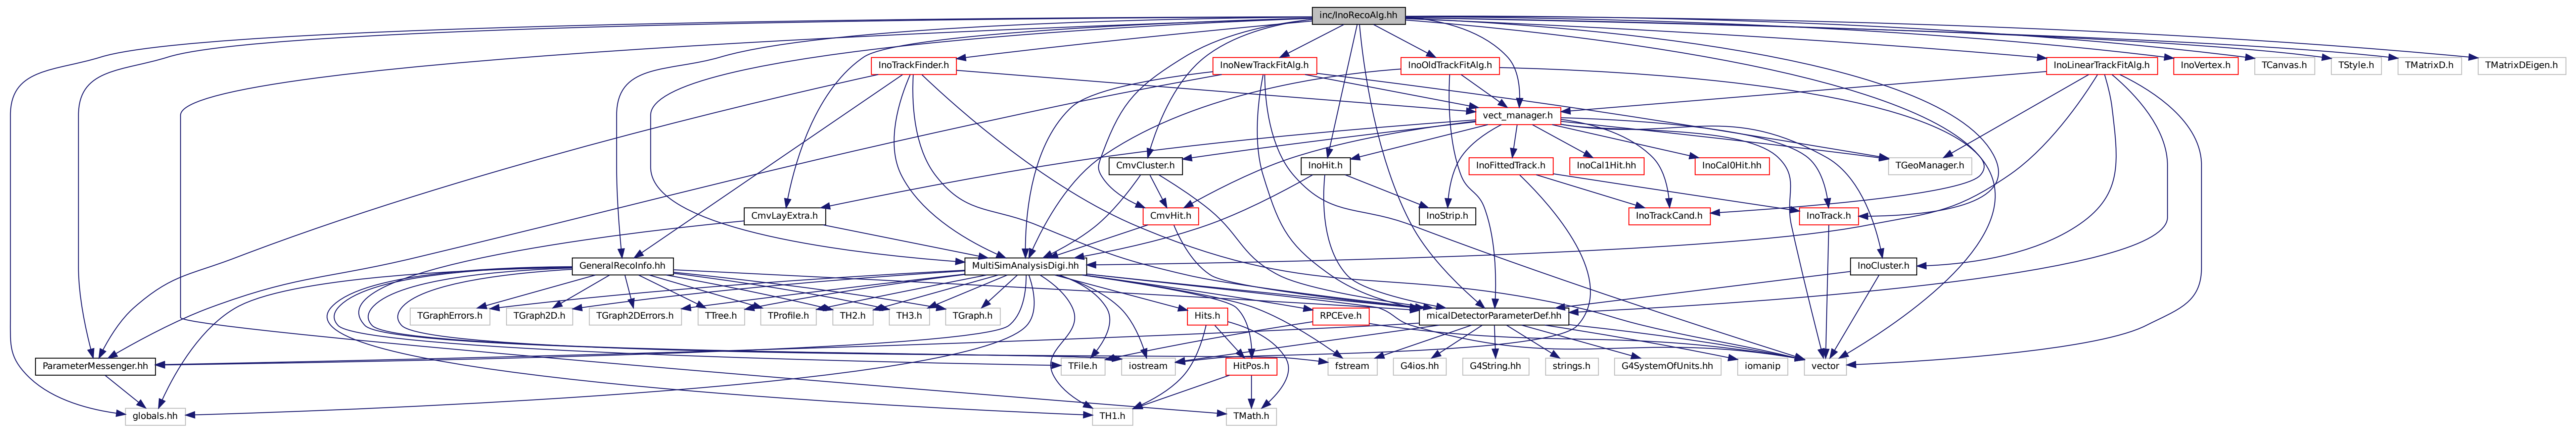 inc/InoRecoAlg.hh
InoTrackFinder.h
InoNewTrackFitAlg.h
InoOldTrackFitAlg.h
InoLinearTrackFitAlg.h
InoVertex.h
TCanvas.h
TStyle.h
TMatrixD.h
TMatrixDEigen.h
vect_manager.h
CmvCluster.h
InoHit.h
InoFittedTrack.h
InoCal1Hit.hh
InoCal0Hit.hh
TGeoManager.h
CmvLayExtra.h
CmvHit.h
InoStrip.h
InoTrackCand.h
InoTrack.h
GeneralRecoInfo.hh
MultiSimAnalysisDigi.hh
InoCluster.h
TGraphErrors.h
TGraph2D.h
TGraph2DErrors.h
TTree.h
TProfile.h
TH2.h
TH3.h
TGraph.h
Hits.h
RPCEve.h
micalDetectorParameterDef.hh
ParameterMessenger.hh
TFile.h
iostream
HitPos.h
fstream
G4ios.hh
G4String.hh
strings.h
G4SystemOfUnits.hh
iomanip
vector
globals.hh
TH1.h
TMath.h